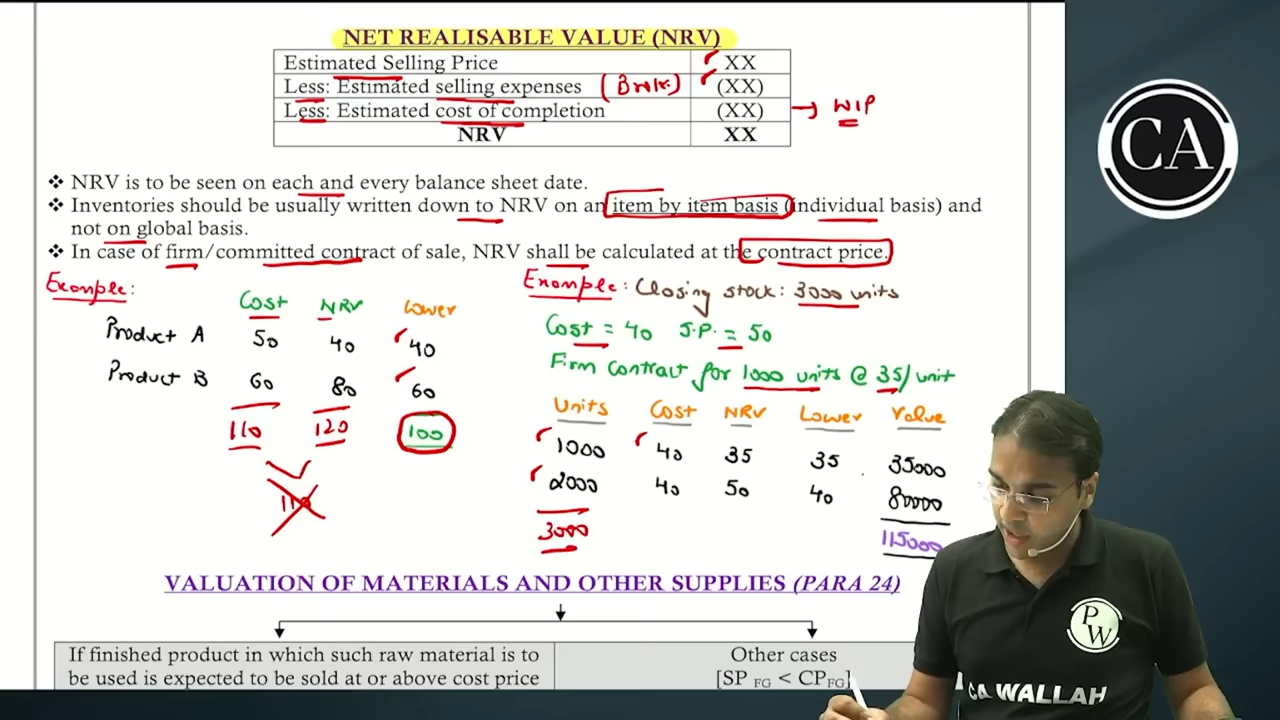 NET REALISABLE VALUE (NRV)
Estimated Selling Price XX
Less: Estimated selling expenses (XX)
Less: Estimated cost of completion (XX) → WIP
NRV XX
❖ NRV is to be seen on each and every balance sheet date.
❖ Inventories should be usually written down to NRV on an item by item basis (individual basis) and
not on global basis.
❖ In case of firm/committed contract of sale, NRV shall be calculated at the contract price.
Example:
Cost NRV Lower
Product A 50 40 40
Product B 60 80 60
110 120 100
110
Example: Closing stock: 3000 units
Cost = 40 S.P. = 50
Firm Contract for 1000 units @ 35/unit
Units Cost NRV Lower Value
1000 40 35 35 35000
2000 40 50 40 80000
3000 115000
VALUATION OF MATERIALS AND OTHER SUPPLIES (PARA 24)
If finished product in which such raw material is to
be used is expected to be sold at or above cost price
Other cases
[SP FG < CP FG]
CA
PW
CA WALLAH